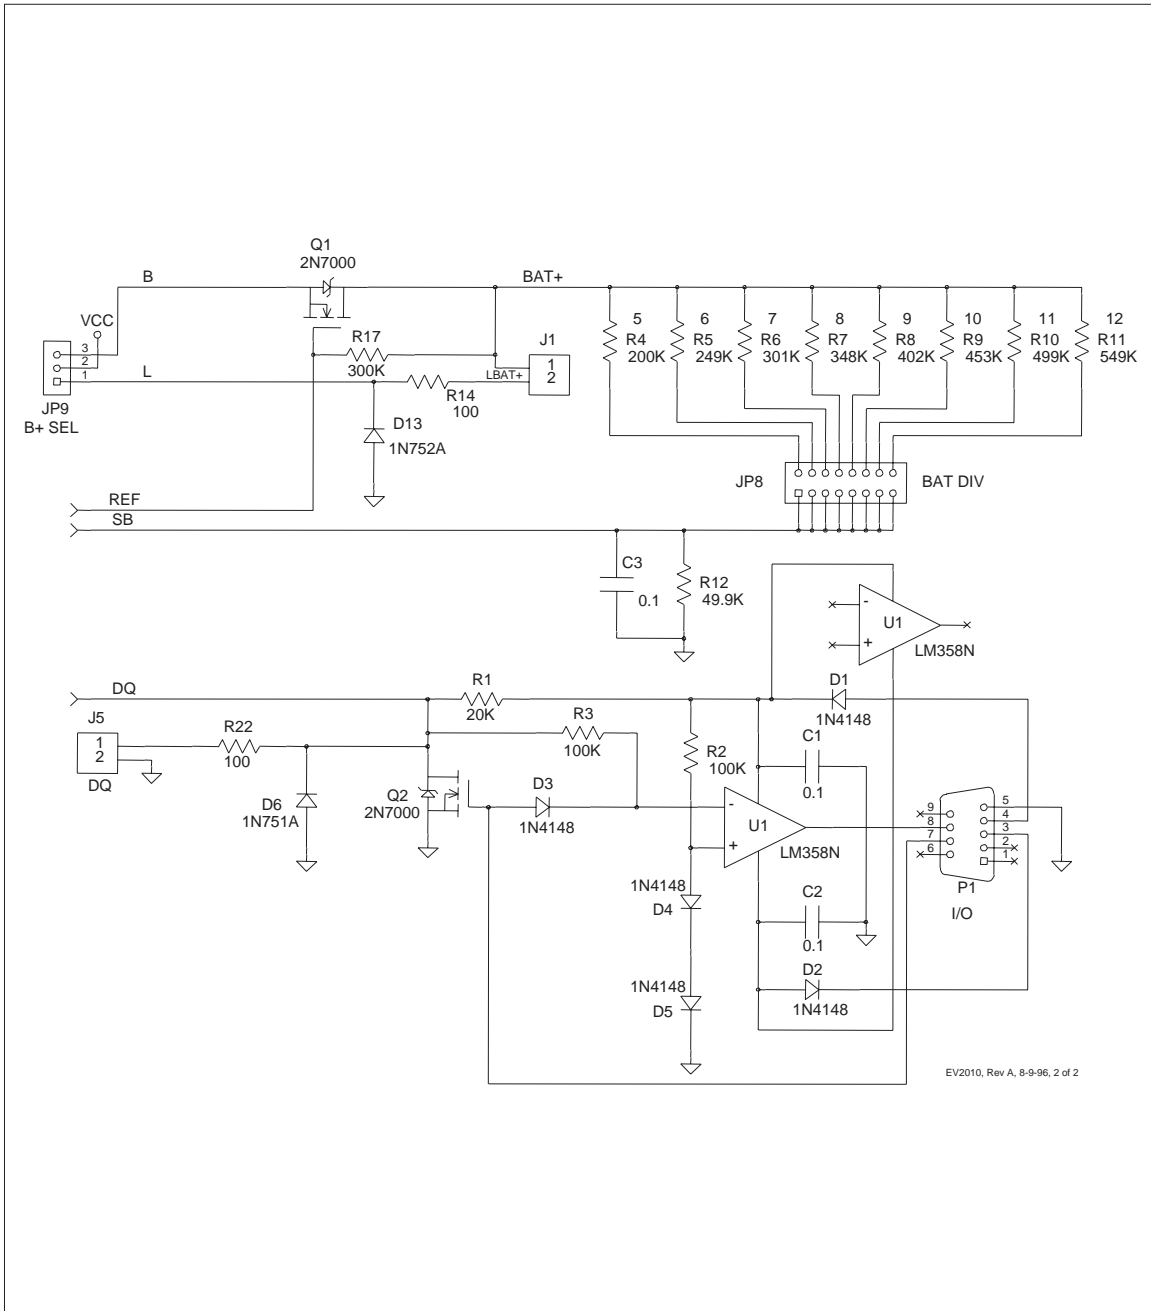 Q1
2N7000
B
BAT+
VCC
3
2
1
JP9
B+ SEL
L
R17
300K
R14
100
LBAT+
J1
1
2
D13
1N752A
5
R4
200K
6
R5
249K
7
R6
301K
8
R7
348K
9
R8
402K
10
R9
453K
11
R10
499K
12
R11
549K
JP8
BAT DIV
REF
SB
C3
0.1
R12
49.9K
-
+
U1
LM358N
DQ
J5
1
2
DQ
R22
100
D6
1N751A
R1
20K
R3
100K
Q2
2N7000
D3
1N4148
R2
100K
D1
1N4148
C1
0.1
-
+
U1
LM358N
1N4148
D4
1N4148
D5
C2
0.1
D2
1N4148
9
8
7
6
5
4
3
2
1
P1
I/O
EV2010, Rev A, 8-9-96, 2 of 2